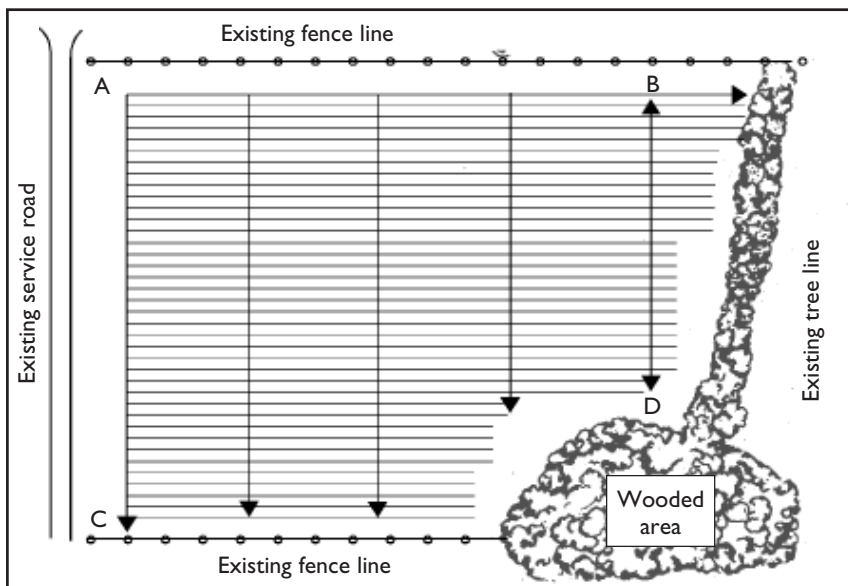 Existing fence line
A
B
Existing service road
Existing tree line
D
C
Wooded
area
Existing fence line